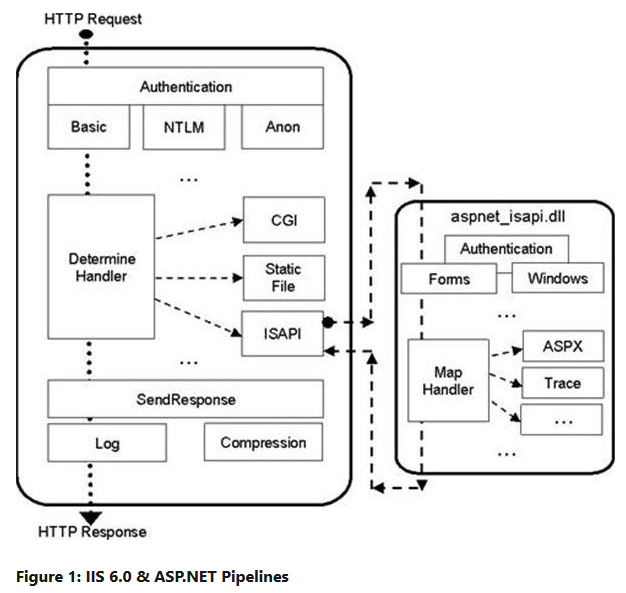 HTTP Request
Authentication
Basic
NTLM
Anon
...
Determine
Handler
CGI
Static
File
ISAPI
...
SendResponse
Log
Compression
HTTP Response
aspnet_isapi.dll
Authentication
Forms
Windows
...
Map
Handler
ASPX
Trace
...
...
Figure 1: IIS 6.0 & ASP.NET Pipelines